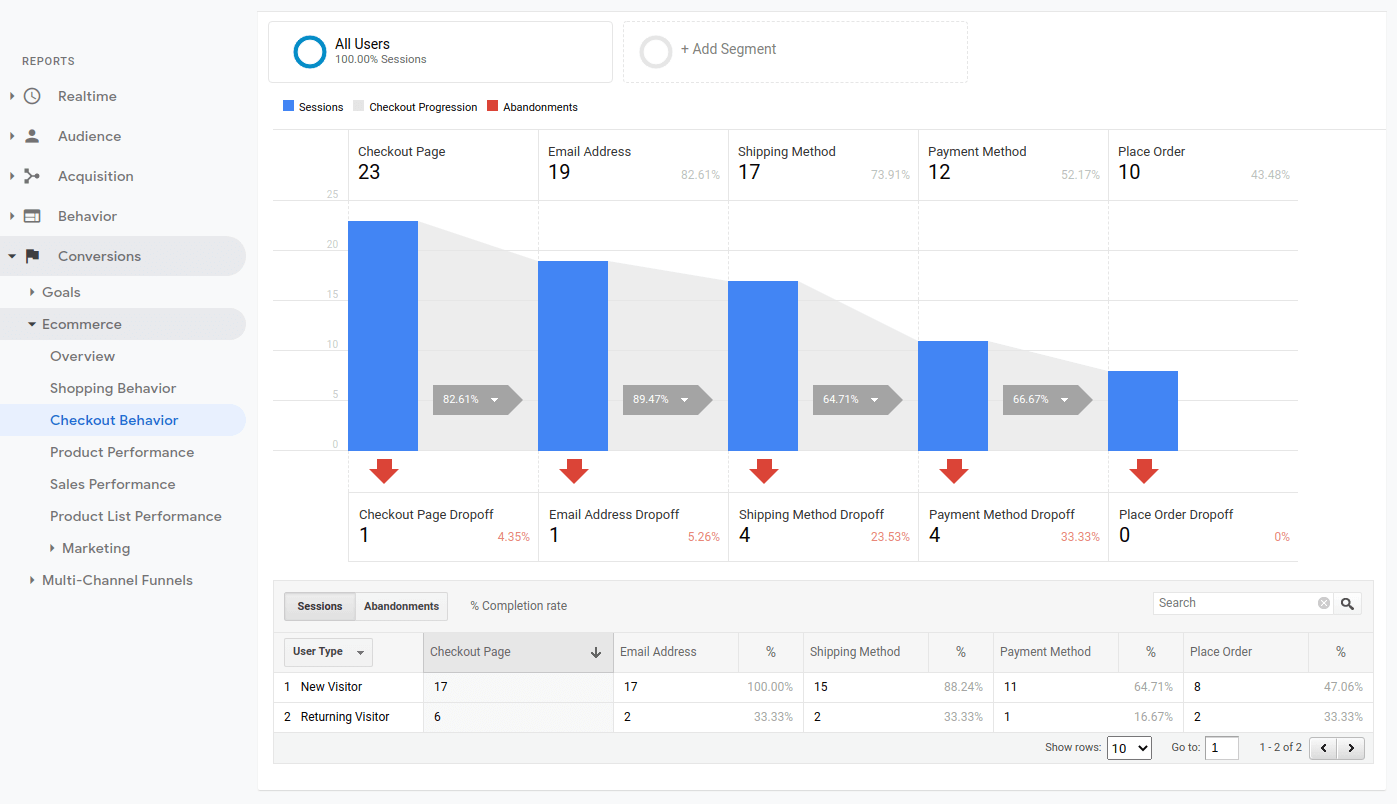 REPORTS
Realtime
Audience
Acquisition
Behavior
Conversions
Goals
Ecommerce
Overview
Shopping Behavior
Checkout Behavior
Product Performance
Sales Performance
Product List Performance
Marketing
Multi-Channel Funnels
All Users
100.00% Sessions
+ Add Segment
Sessions Checkout Progression Abandonments
Checkout Page Email Address Shipping Method Payment Method Place Order
23 19 82.61% 17 73.91% 12 52.17% 10 43.48%
25
20
15
10
5
0
82.61% 89.47% 64.71% 66.67%
Checkout Page Dropoff Email Address Dropoff Shipping Method Dropoff Payment Method Dropoff Place Order Dropoff
1 4.35% 1 5.26% 4 23.53% 4 33.33% 0 0%
Sessions Abandonments % Completion rate Search
User Type Checkout Page Email Address % Shipping Method % Payment Method % Place Order %
1 New Visitor 17 17 100.00% 15 88.24% 11 64.71% 8 47.06%
2 Returning Visitor 6 2 33.33% 2 33.33% 1 16.67% 2 33.33%
Show rows: 10 Go to: 1 1 - 2 of 2